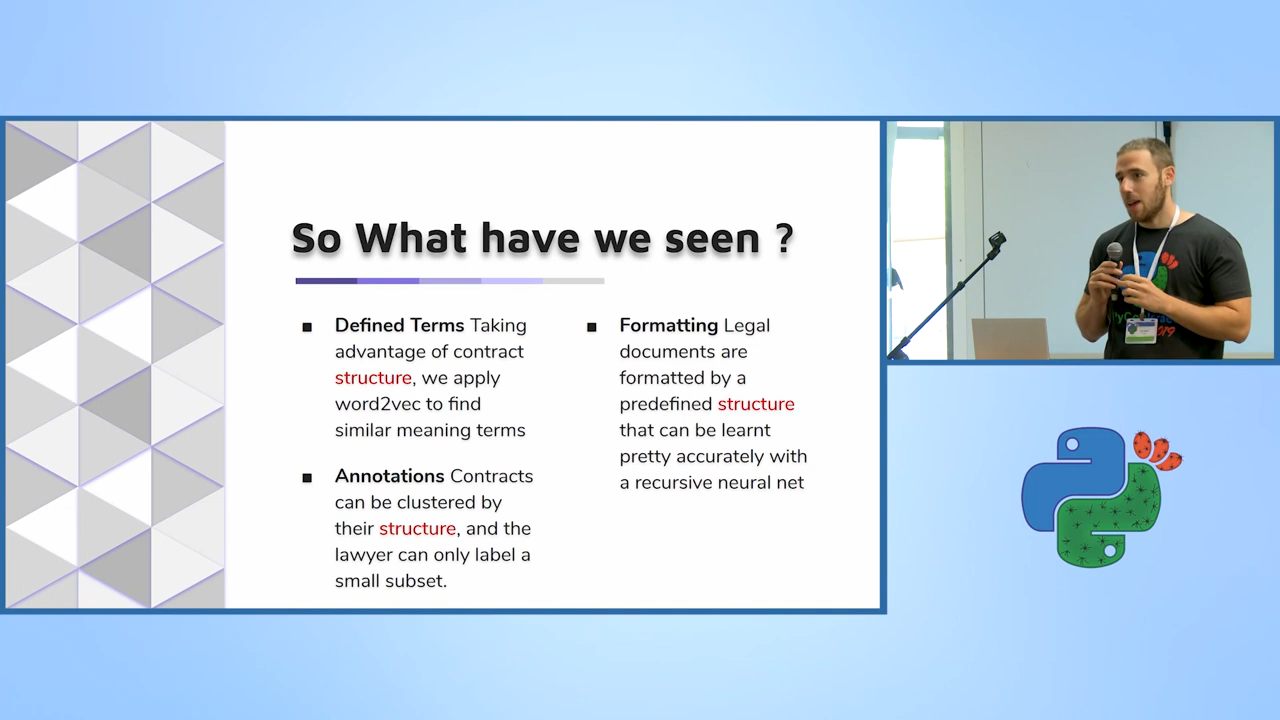 So What have we seen ?
■ Defined Terms Taking
advantage of contract
structure, we apply
word2vec to find
similar meaning terms
■ Annotations Contracts
can be clustered by
their structure, and the
lawyer can only label a
small subset.
■ Formatting Legal
documents are
formatted by a
predefined structure
that can be learnt
pretty accurately with
a recursive neural net